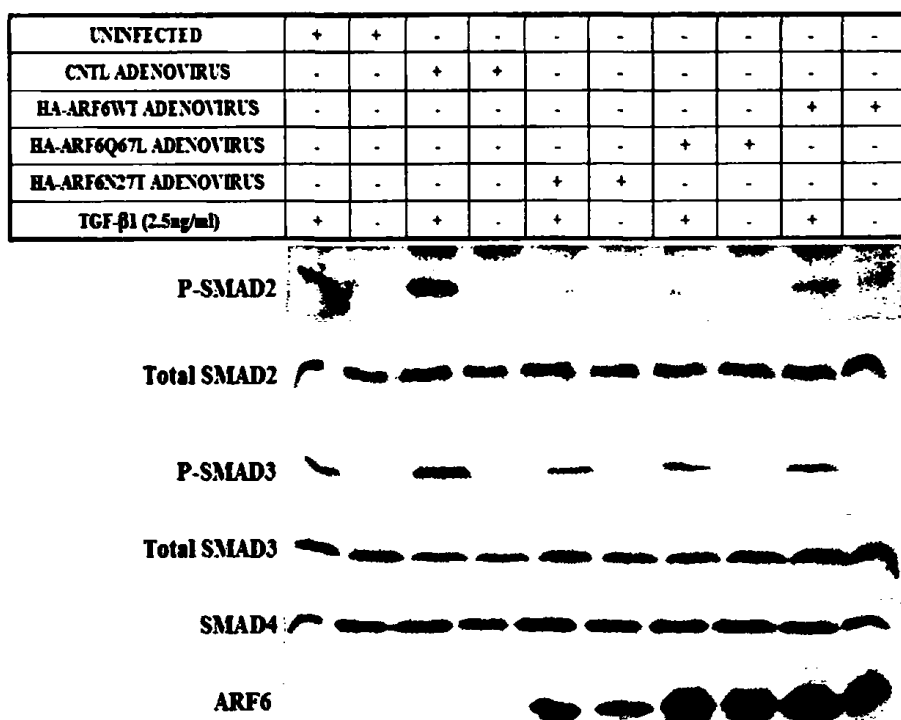 UNINFECTED + + - - - - - - - -
CNTL ADENOVIRUS - - + + - - - - - -
HA-ARF6WT ADENOVIRUS - - - - - - - - + +
HA-ARF6Q67L ADENOVIRUS - - - - - - + + - -
HA-ARF6N27T ADENOVIRUS - - - - + + - - - -
TGF-β1 (2.5ng/ml) + - + - + - + - + -
P-SMAD2
Total SMAD2
P-SMAD3
Total SMAD3
SMAD4
ARF6